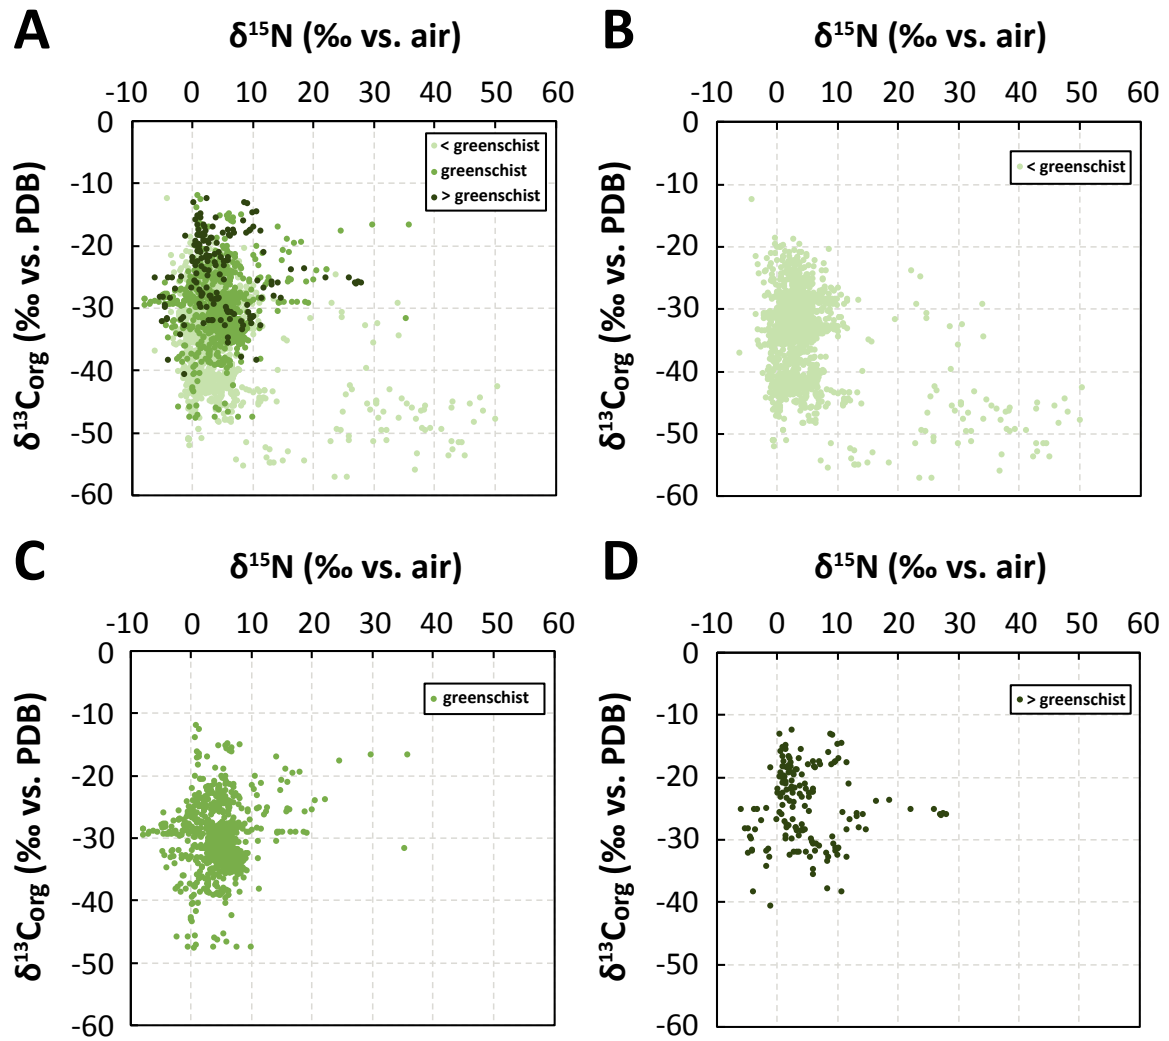 A
δ¹⁵N (‰ vs. air)
-10 0 10 20 30 40 50 60
δ¹³Corg (‰ vs. PDB)
0
-10
-20
-30
-40
-50
-60
< greenschist
greenschist
> greenschist
B
δ¹⁵N (‰ vs. air)
-10 0 10 20 30 40 50 60
δ¹³Corg (‰ vs. PDB)
0
-10
-20
-30
-40
-50
-60
< greenschist
C
δ¹⁵N (‰ vs. air)
-10 0 10 20 30 40 50 60
δ¹³Corg (‰ vs. PDB)
0
-10
-20
-30
-40
-50
-60
greenschist
D
δ¹⁵N (‰ vs. air)
-10 0 10 20 30 40 50 60
δ¹³Corg (‰ vs. PDB)
0
-10
-20
-30
-40
-50
-60
> greenschist